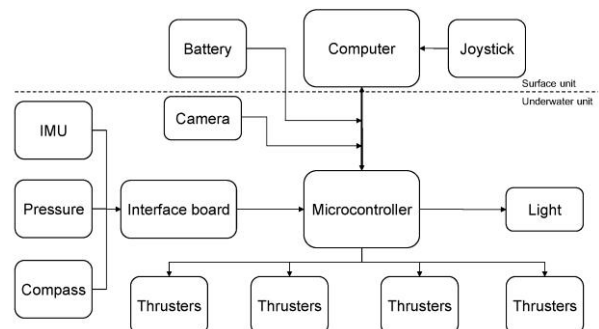 Battery
Computer
Joystick
Surface unit
Underwater unit
Camera
IMU
Pressure
Interface board
Microcontroller
Light
Compass
Thrusters
Thrusters
Thrusters
Thrusters